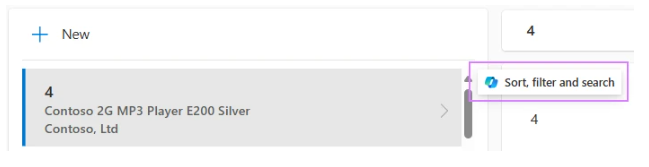 New
4
Contoso 2G MP3 Player E200 Silver
Contoso, Ltd
4
Sort, filter and search
4